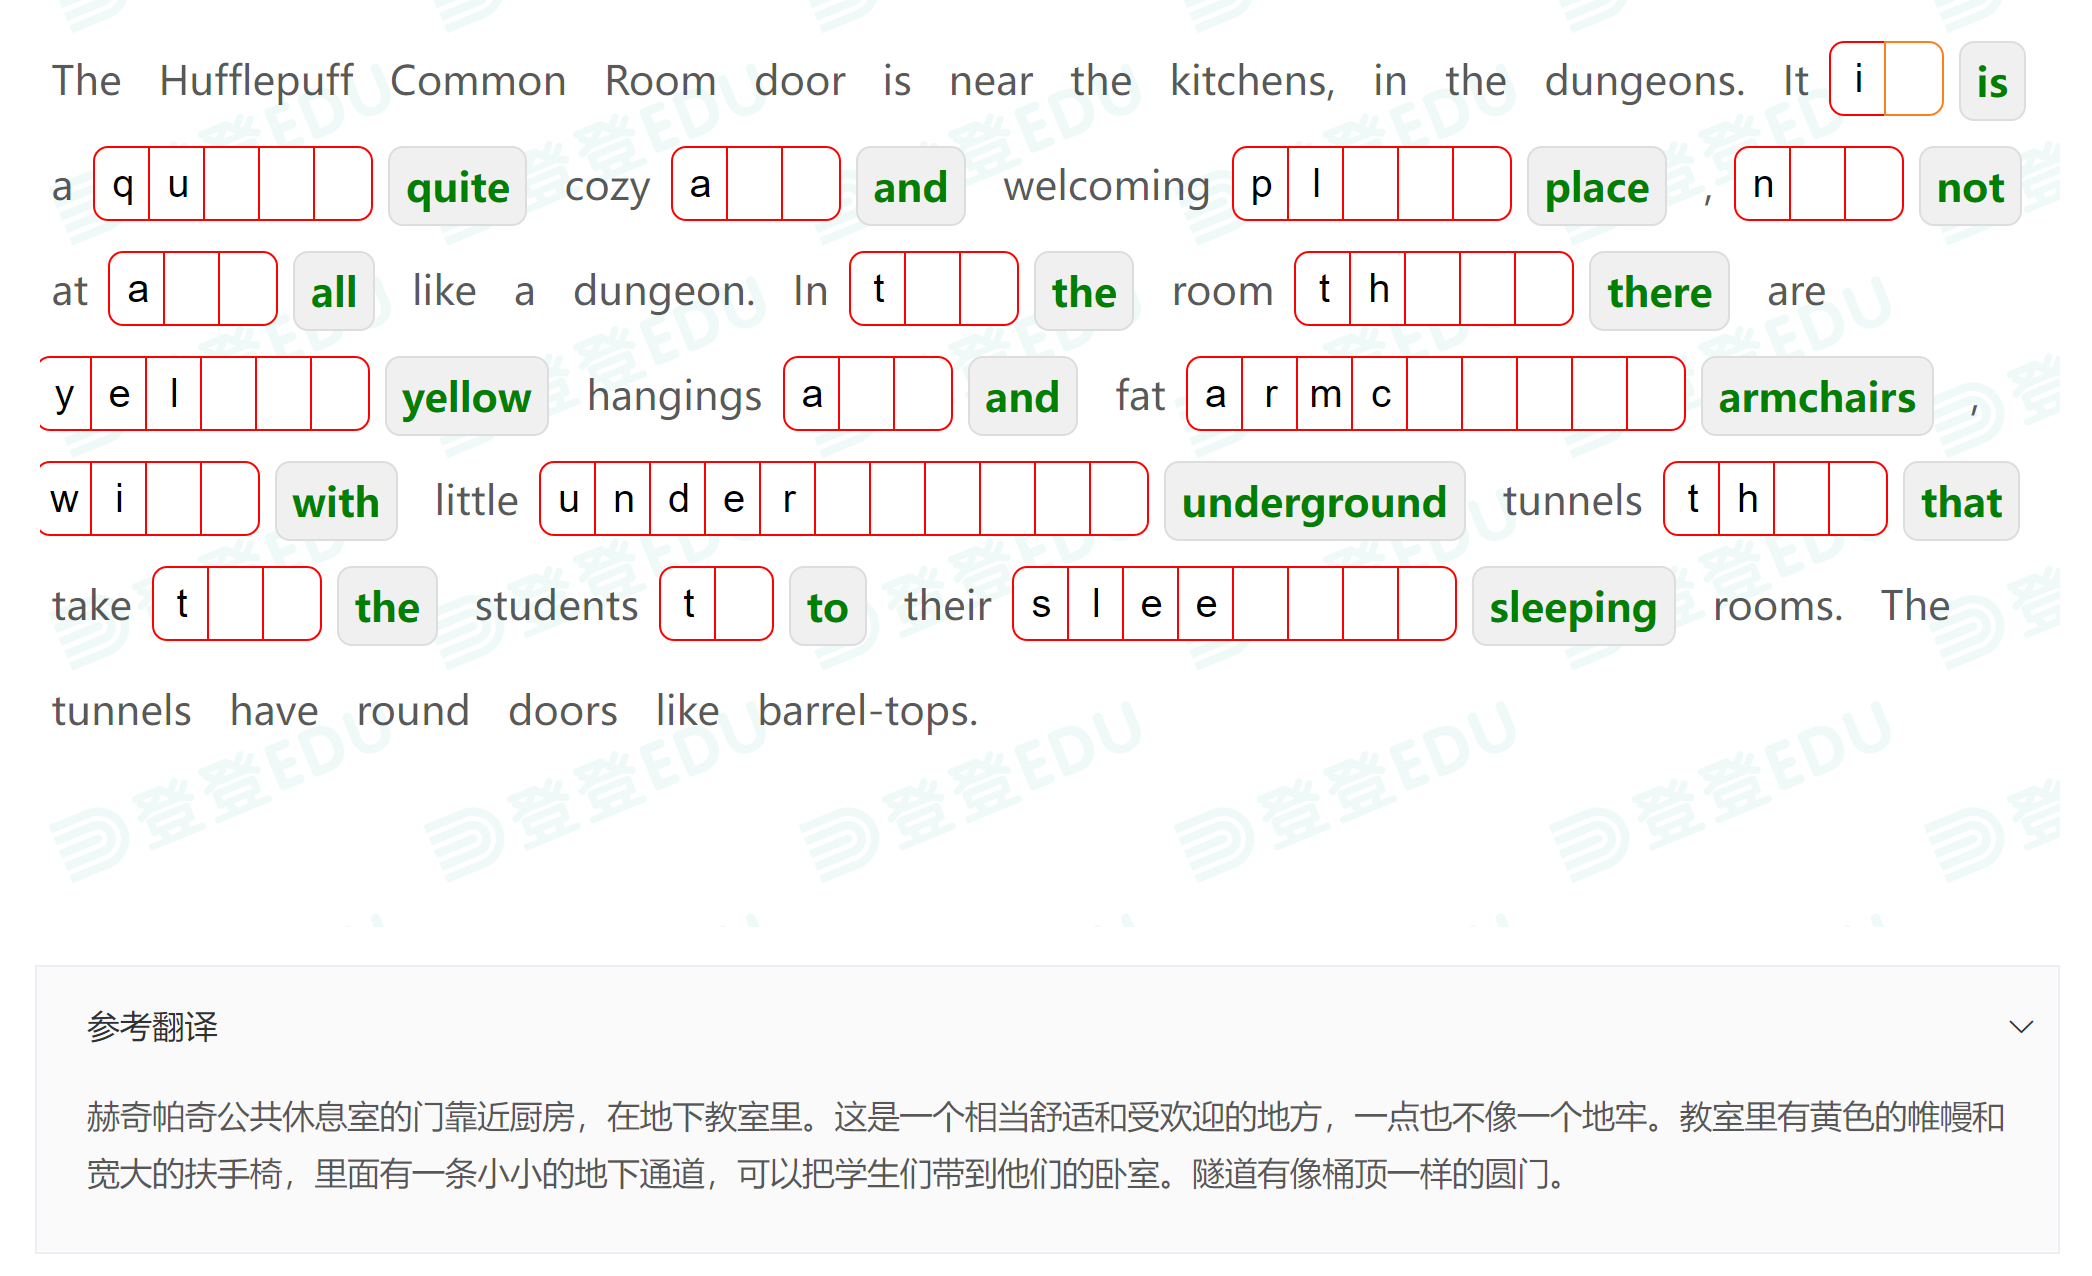 The Hufflepuff Common Room door is near the kitchens, in the dungeons. It i is
a q u quite cozy a and welcoming p l place , n not
at a all like a dungeon. In t the room t h there are
y e l yellow hangings a and fat a r m c armchairs ,
w i with little u n d e r underground tunnels t h that
take t the students t to their s l e e sleeping rooms. The
tunnels have round doors like barrel-tops.
参考翻译
赫奇帕奇公共休息室的门靠近厨房，在地下教室里。这是一个相当舒适和受欢迎的地方，一点也不像一个地牢。教室里有黄色的帷幔和
宽大的扶手椅，里面有一条小小的地下通道，可以把学生们带到他们的卧室。隧道有像桶顶一样的圆门。
登登EDU